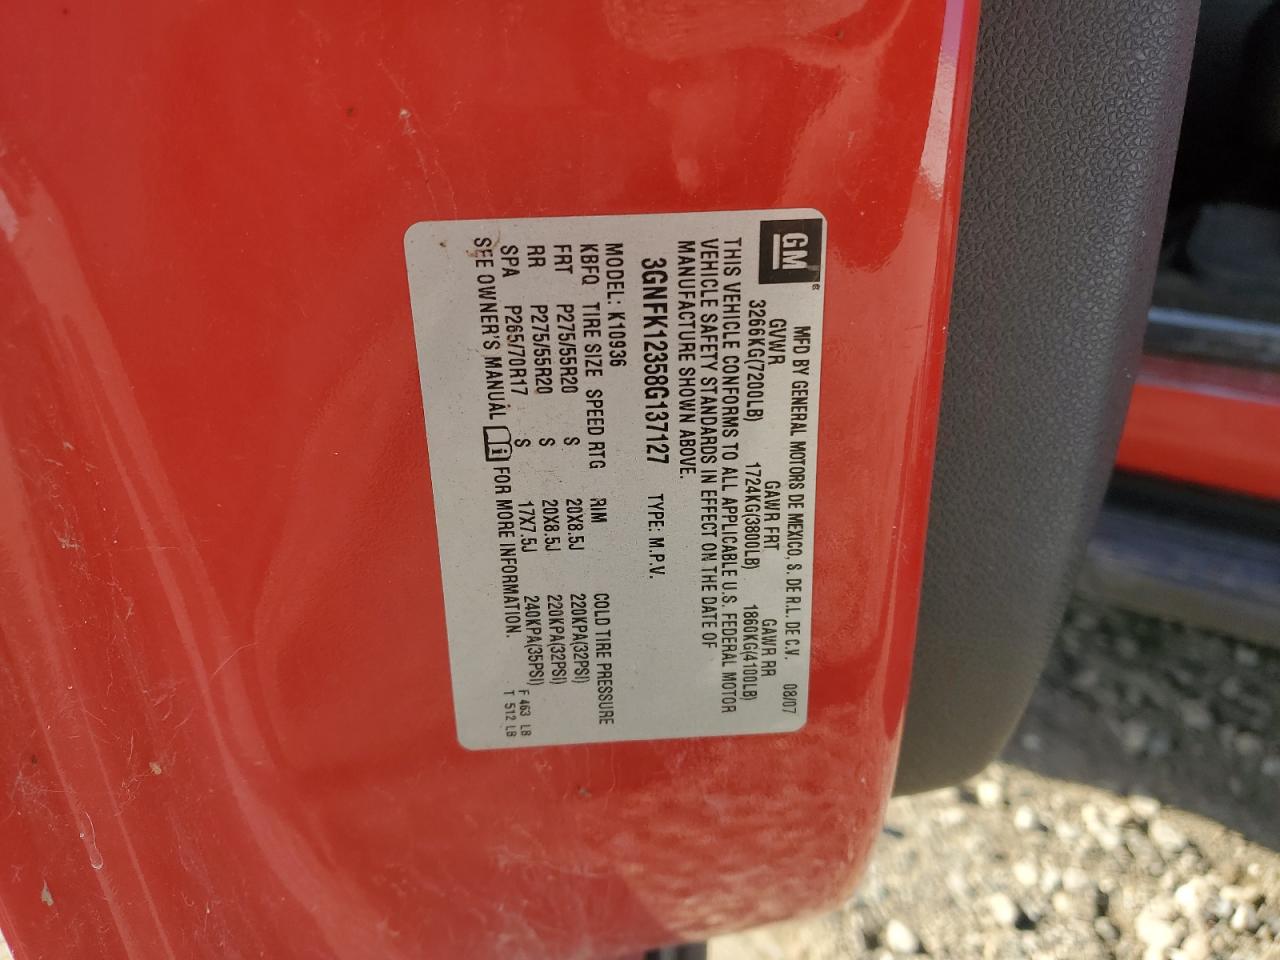 GM®
MFD BY GENERAL MOTORS DE MEXICO, S. DE R.L. DE C.V. 08/07
GVWR GAWR FRT GAWR RR
3266KG(7200LB) 1724KG(3800LB) 1860KG(4100LB)
THIS VEHICLE CONFORMS TO ALL APPLICABLE U.S. FEDERAL MOTOR
VEHICLE SAFETY STANDARDS IN EFFECT ON THE DATE OF
MANUFACTURE SHOWN ABOVE.
3GNFK12358G137127 TYPE: M.P.V.
MODEL: K10936
KBFQ TIRE SIZE SPEED RTG RIM COLD TIRE PRESSURE
FRT P275/55R20 S 20X8.5J 220KPA(32PSI)
RR P275/55R20 S 20X8.5J 220KPA(32PSI)
SPA P265/70R17 S 17X7.5J 240KPA(35PSI)
SEE OWNER'S MANUAL i FOR MORE INFORMATION.
F 463 LB
T 512 LB